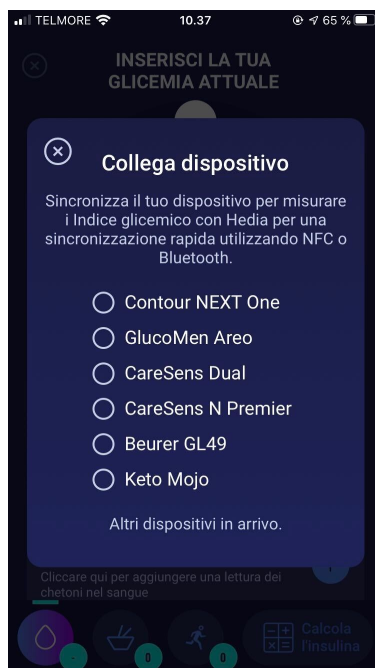 TELMORE 10.37 65 %
INSERISCI LA TUA
GLICEMIA ATTUALE
Collega dispositivo
Sincronizza il tuo dispositivo per misurare
i Indice glicemico con Hedia per una
sincronizzazione rapida utilizzando NFC o
Bluetooth.
Contour NEXT One
GlucoMen Areo
CareSens Dual
CareSens N Premier
Beurer GL49
Keto Mojo
Altri dispositivi in arrivo.
Cliccare qui per aggiungere una lettura dei
chetoni nel sangue
- 0 0
Calcola
l'insulina